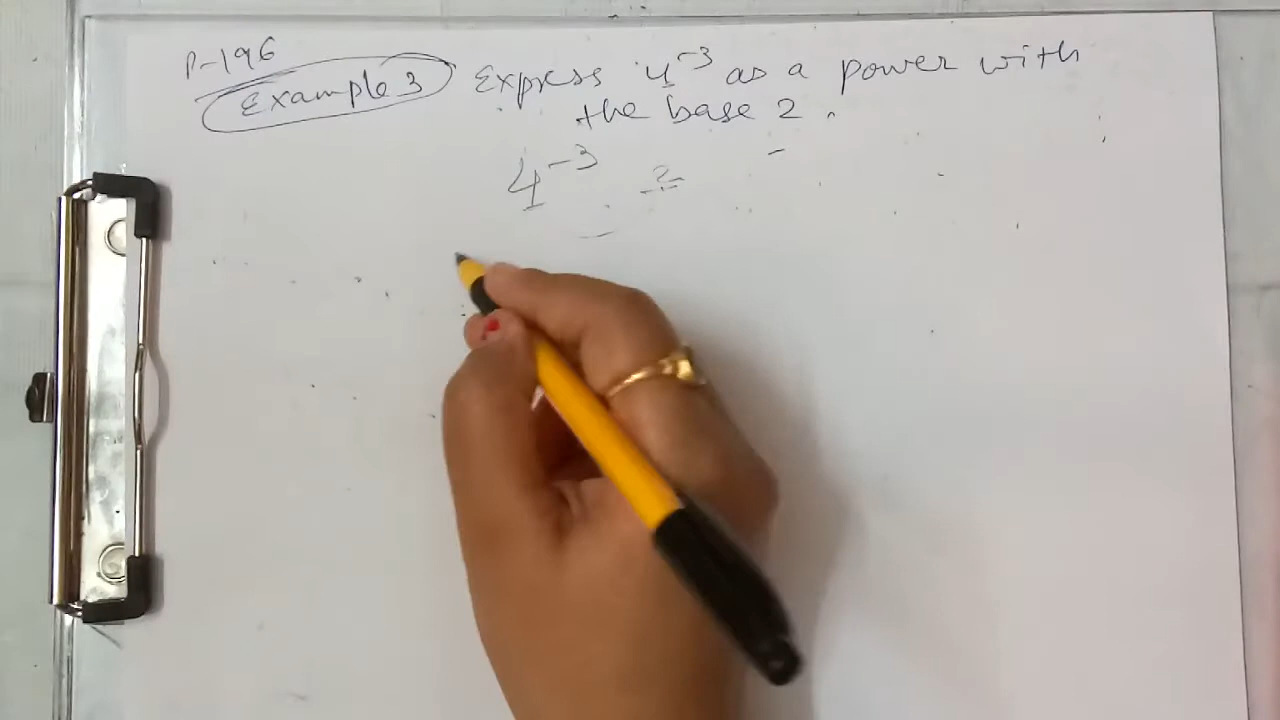 P-196
Example 3 Express 4⁻³ as a power with
the base 2.
4⁻³ =